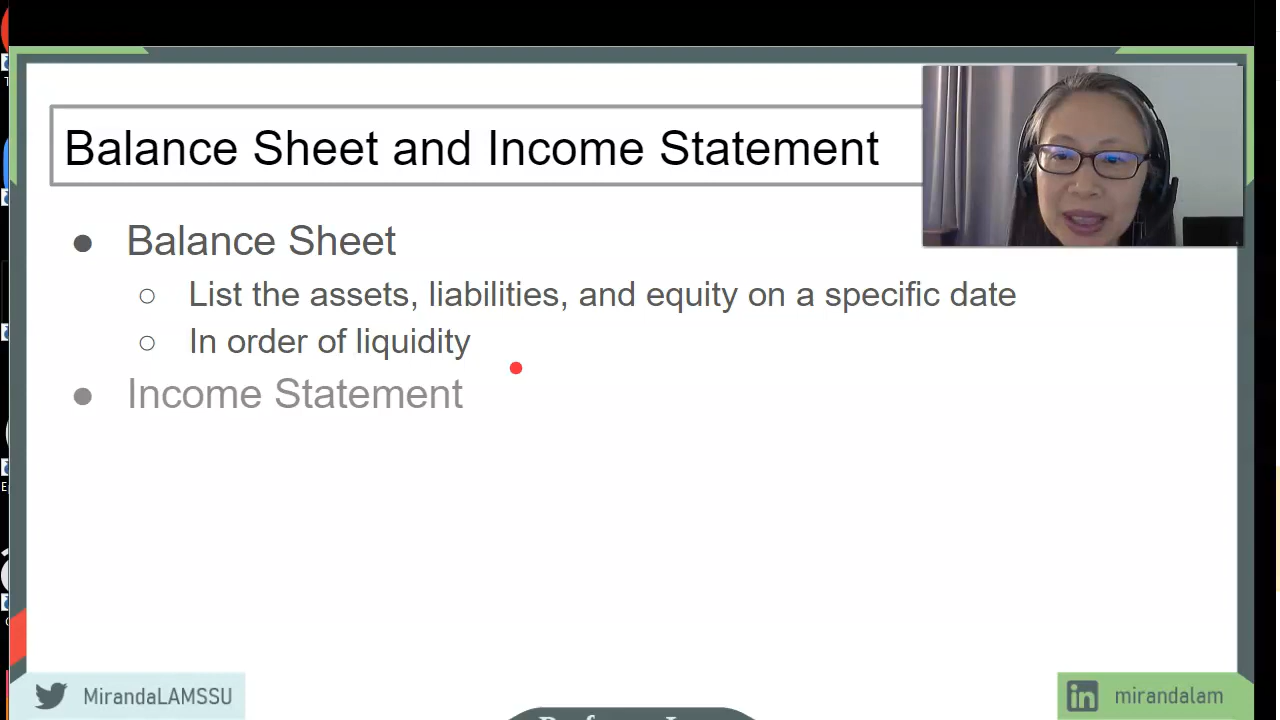 Balance Sheet and Income Statement
● Balance Sheet
○ List the assets, liabilities, and equity on a specific date
○ In order of liquidity
● Income Statement
MirandaLAMSSU
in mirandalam